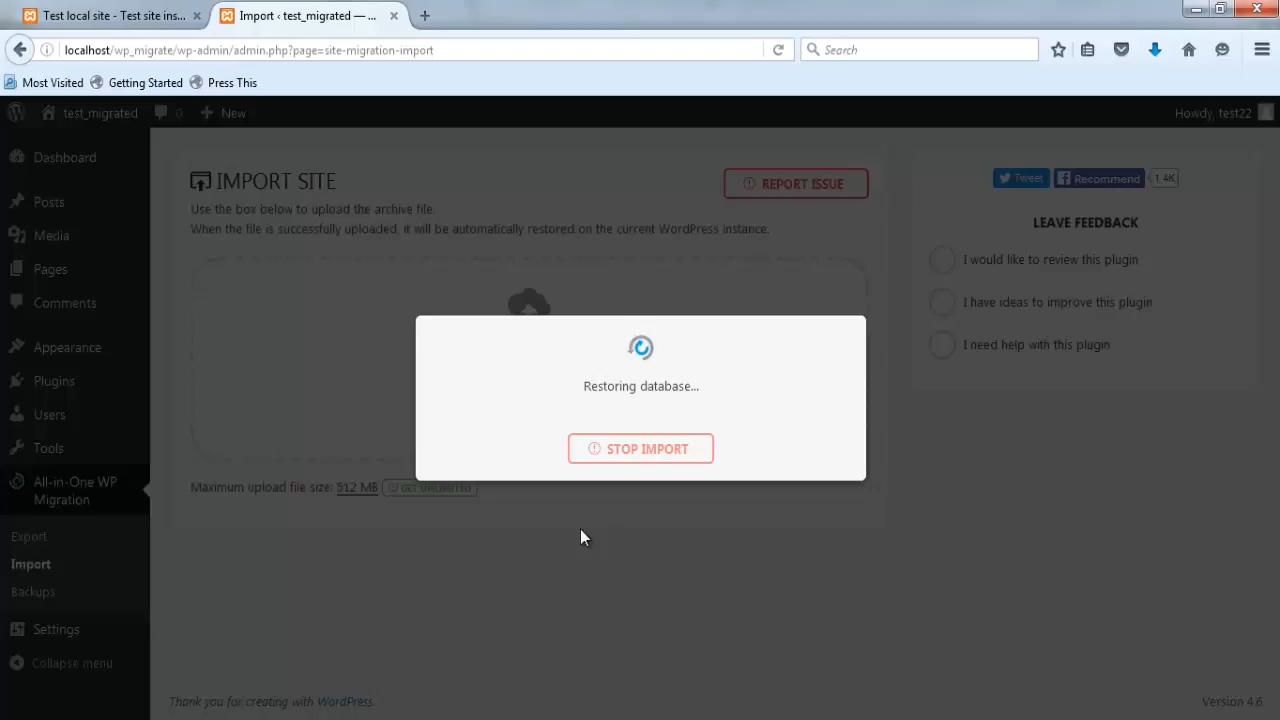 Test local site - Test site ins...
Import ‹ test_migrated — ...
localhost/wp_migrate/wp-admin/admin.php?page=site-migration-import
Search
Most Visited
Getting Started
Press This
test_migrated
0
New
Howdy, test22
Dashboard
Posts
Media
Pages
Comments
Appearance
Plugins
Users
Tools
All-in-One WP
Migration
Export
Import
Backups
Settings
Collapse menu
IMPORT SITE
REPORT ISSUE
Use the box below to upload the archive file.
When the file is successfully uploaded, it will be automatically restored on the current WordPress instance.
Restoring database...
STOP IMPORT
Maximum upload file size: 512 MB
GET UNLIMITED
Tweet
Recommend
1.4K
LEAVE FEEDBACK
I would like to review this plugin
I have ideas to improve this plugin
I need help with this plugin
Thank you for creating with WordPress.
Version 4.6